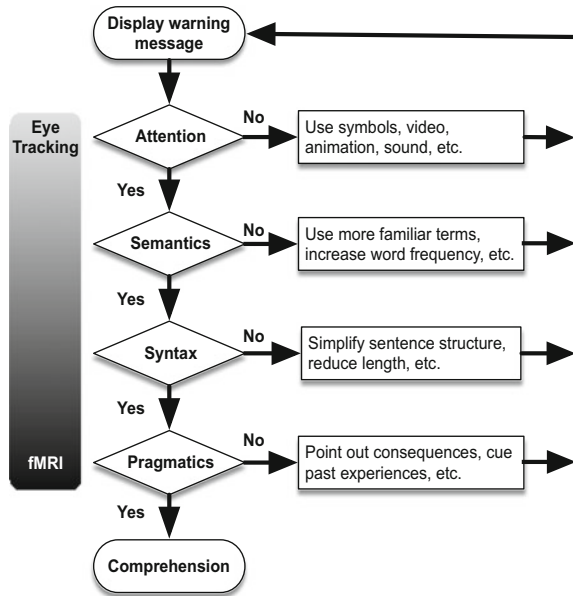 Display warning
message
Eye
Tracking
Attention
No
Use symbols, video,
animation, sound, etc.
Yes
Semantics
No
Use more familiar terms,
increase word frequency, etc.
Yes
Syntax
No
Simplify sentence structure,
reduce length, etc.
Yes
fMRI
Pragmatics
No
Point out consequences, cue
past experiences, etc.
Yes
Comprehension